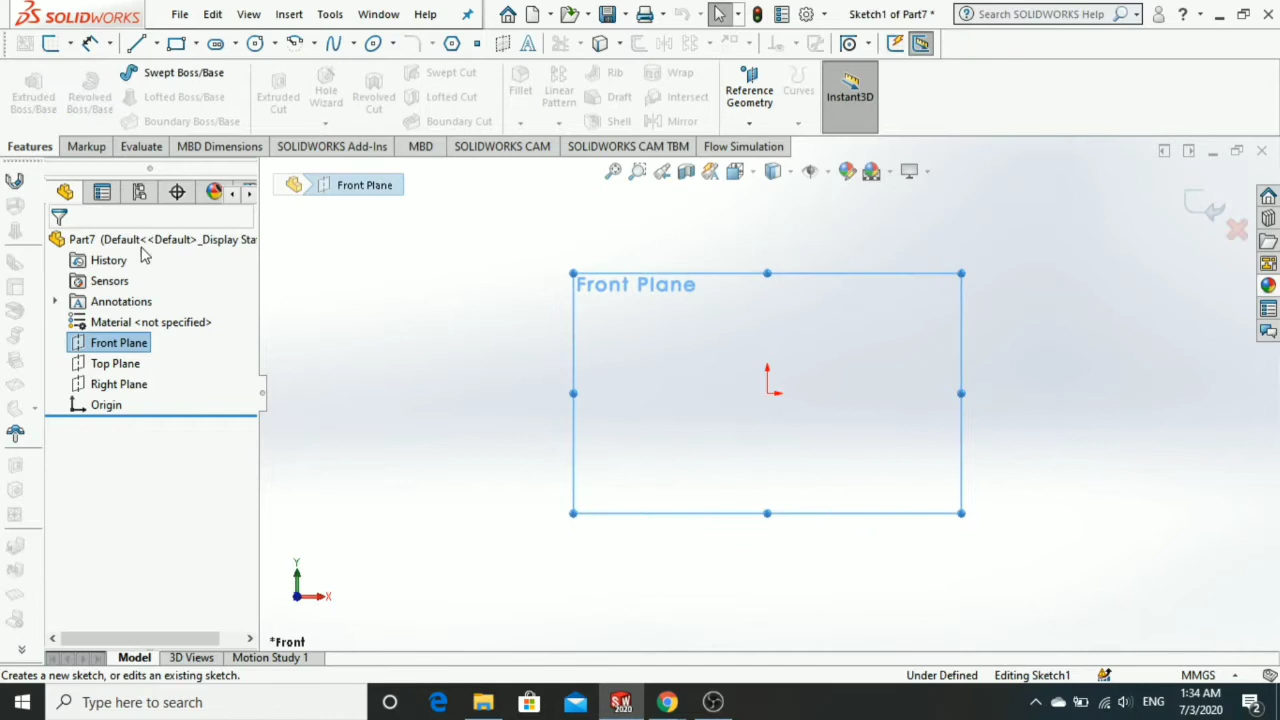 SOLIDWORKS File Edit View Insert Tools Simulation Window Help Sketch1 of Part7 * Search SOLIDWORKS Help ?
Extruded Boss/Base
Revolved Boss/Base
Swept Boss/Base
Lofted Boss/Base
Boundary Boss/Base
Extruded Cut
Hole Wizard
Revolved Cut
Swept Cut
Lofted Cut
Boundary Cut
Fillet
Linear Pattern
Rib
Draft
Shell
Wrap
Intersect
Mirror
Reference Geometry
Curves
Instant3D
Features Markup Evaluate MBD Dimensions SOLIDWORKS Add-Ins MBD SOLIDWORKS CAM SOLIDWORKS CAM TBM Flow Simulation
Front Plane
Part7 (Default<<Default>_Display Sta
History
Sensors
Annotations
Material <not specified>
Front Plane
Top Plane
Right Plane
Origin
Front Plane
Y
X
*Front
Model 3D Views Motion Study 1
Creates a new sketch, or edits an existing sketch. Under Defined Editing Sketch1 MMGS
Type here to search
SW 2020
ENG
1:34 AM
7/3/2020
2